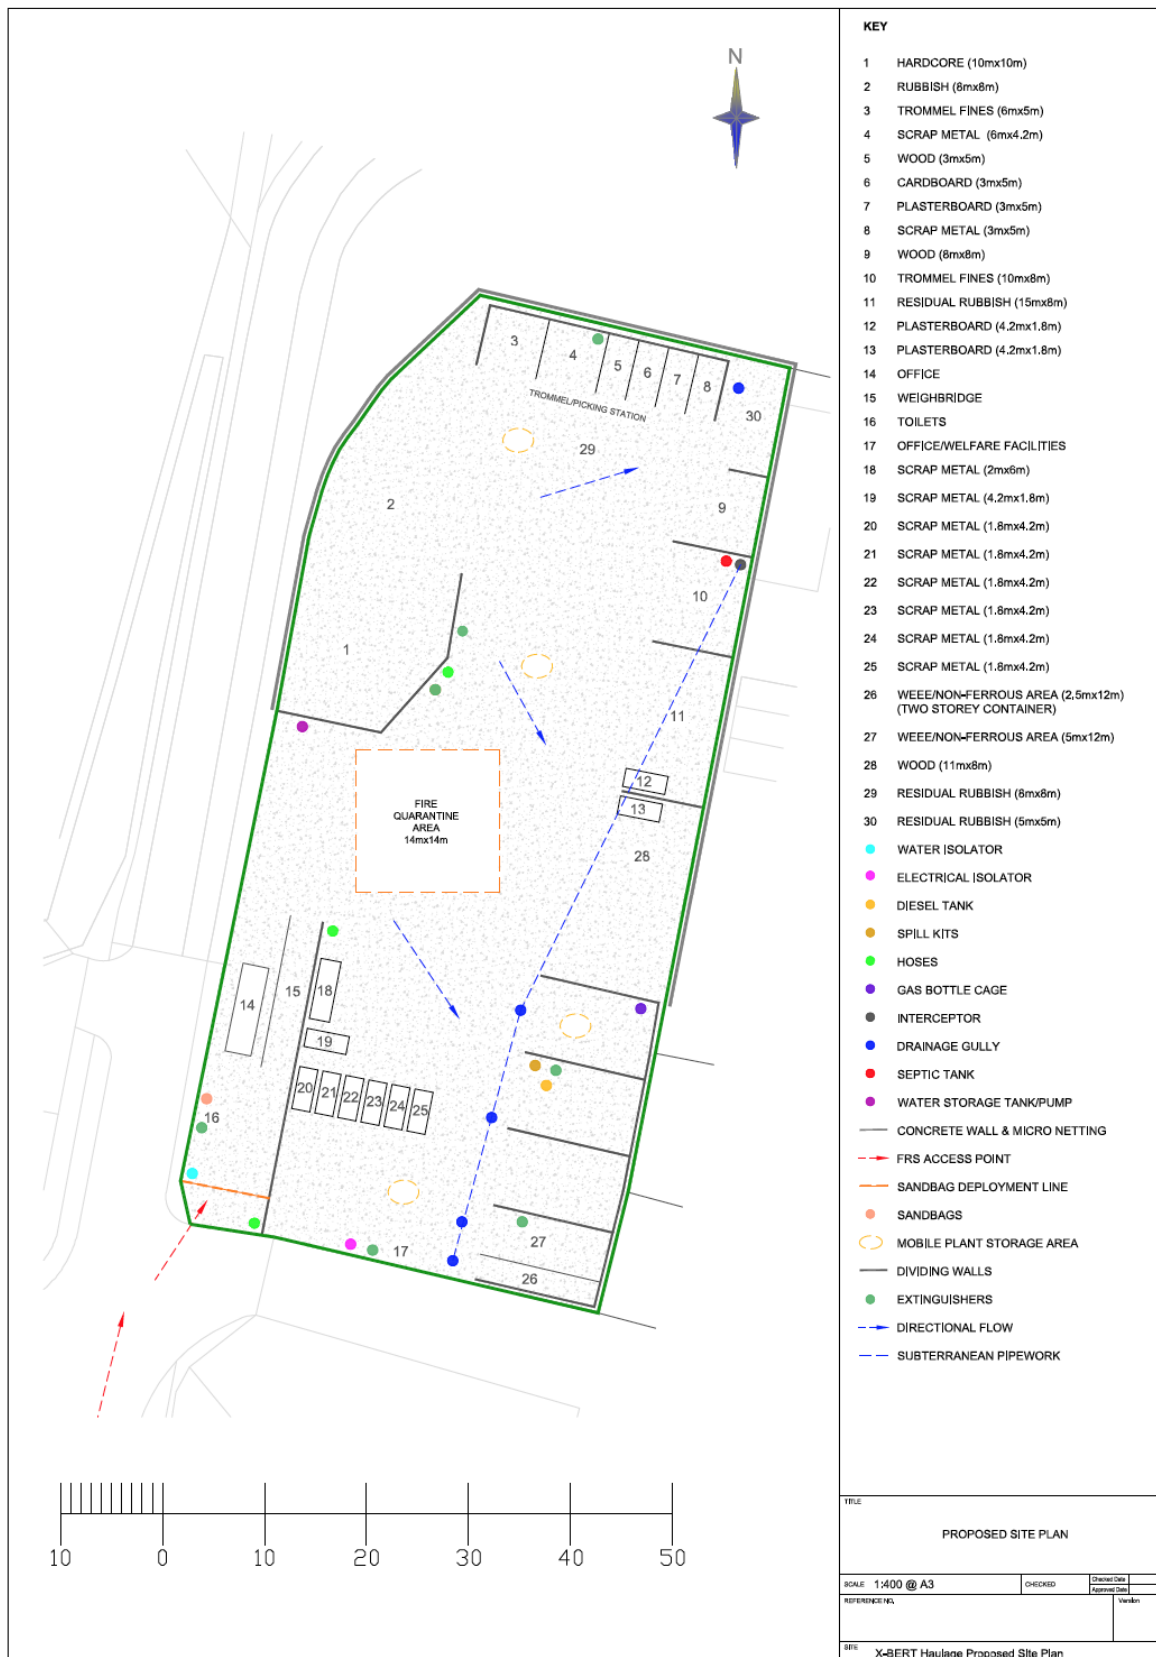 N
3
4
5
6
7
8
30
TROMMEL/PICKING STATION
29
2
9
10
1
11
12
13
FIRE
QUARANTINE
AREA
14mx14m
28
14
15
18
19
20
21
22
23
24
25
16
17
27
26
10
0
10
20
30
40
50
KEY
1 HARDCORE (10mx10m)
2 RUBBISH (8mx8m)
3 TROMMEL FINES (6mx5m)
4 SCRAP METAL (6mx4.2m)
5 WOOD (3mx5m)
6 CARDBOARD (3mx5m)
7 PLASTERBOARD (3mx5m)
8 SCRAP METAL (3mx5m)
9 WOOD (8mx8m)
10 TROMMEL FINES (10mx8m)
11 RESIDUAL RUBBISH (15mx8m)
12 PLASTERBOARD (4.2mx1.8m)
13 PLASTERBOARD (4.2mx1.8m)
14 OFFICE
15 WEIGHBRIDGE
16 TOILETS
17 OFFICE/WELFARE FACILITIES
18 SCRAP METAL (2mx6m)
19 SCRAP METAL (4.2mx1.8m)
20 SCRAP METAL (1.8mx4.2m)
21 SCRAP METAL (1.8mx4.2m)
22 SCRAP METAL (1.8mx4.2m)
23 SCRAP METAL (1.8mx4.2m)
24 SCRAP METAL (1.8mx4.2m)
25 SCRAP METAL (1.8mx4.2m)
26 WEEE/NON-FERROUS AREA (2.5mx12m)
(TWO STOREY CONTAINER)
27 WEEE/NON-FERROUS AREA (5mx12m)
28 WOOD (11mx8m)
29 RESIDUAL RUBBISH (8mx8m)
30 RESIDUAL RUBBISH (5mx5m)
WATER ISOLATOR
ELECTRICAL ISOLATOR
DIESEL TANK
SPILL KITS
HOSES
GAS BOTTLE CAGE
INTERCEPTOR
DRAINAGE GULLY
SEPTIC TANK
WATER STORAGE TANK/PUMP
CONCRETE WALL & MICRO NETTING
FRS ACCESS POINT
SANDBAG DEPLOYMENT LINE
SANDBAGS
MOBILE PLANT STORAGE AREA
DIVIDING WALLS
EXTINGUISHERS
DIRECTIONAL FLOW
SUBTERRANEAN PIPEWORK
TITLE
PROPOSED SITE PLAN
SCALE 1:400 @ A3
CHECKED
Checked Date
Approved Date
REFERENCE NO.
Version
SITE X-BERT Haulage Proposed Site Plan